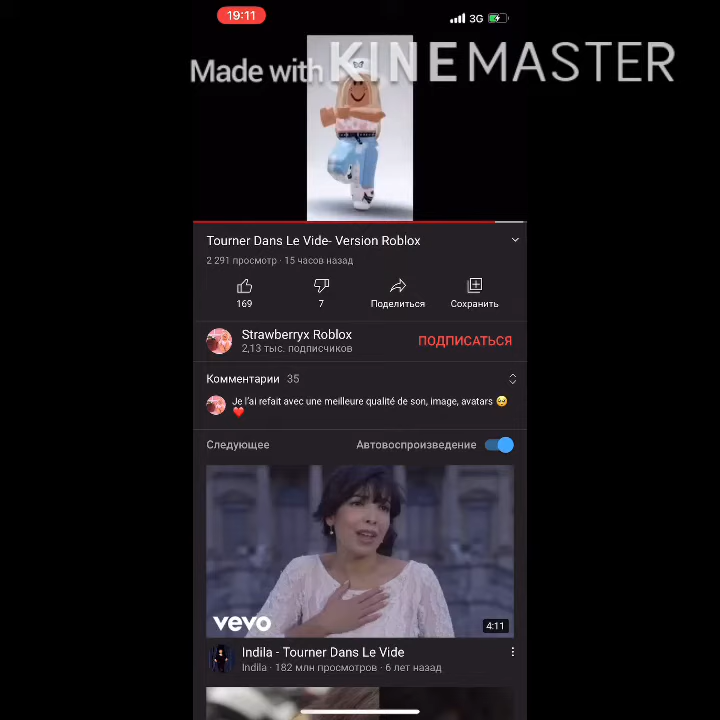 19:11
3G
Made with KINEMASTER
Tourner Dans Le Vide- Version Roblox
2 291 просмотр · 15 часов назад
169
7
Поделиться
Сохранить
Strawberryx Roblox
2,13 тыс. подписчиков
ПОДПИСАТЬСЯ
Комментарии 35
Je l'ai refait avec une meilleure qualité de son, image, avatars 🥺
❤️
Следующее
Автовоспроизведение
vevo
4:11
Indila - Tourner Dans Le Vide
Indila · 182 млн просмотров · 6 лет назад